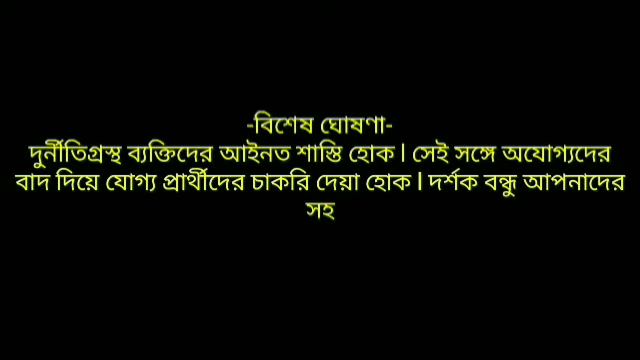 -বিশেষ ঘোষণা-
দুর্নীতিগ্রস্থ ব্যক্তিদের আইনত শাস্তি হোক। সেই সঙ্গে অযোগ্যদের
বাদ দিয়ে যোগ্য প্রার্থীদের চাকরি দেয়া হোক। দর্শক বন্ধু আপনাদের
সহ